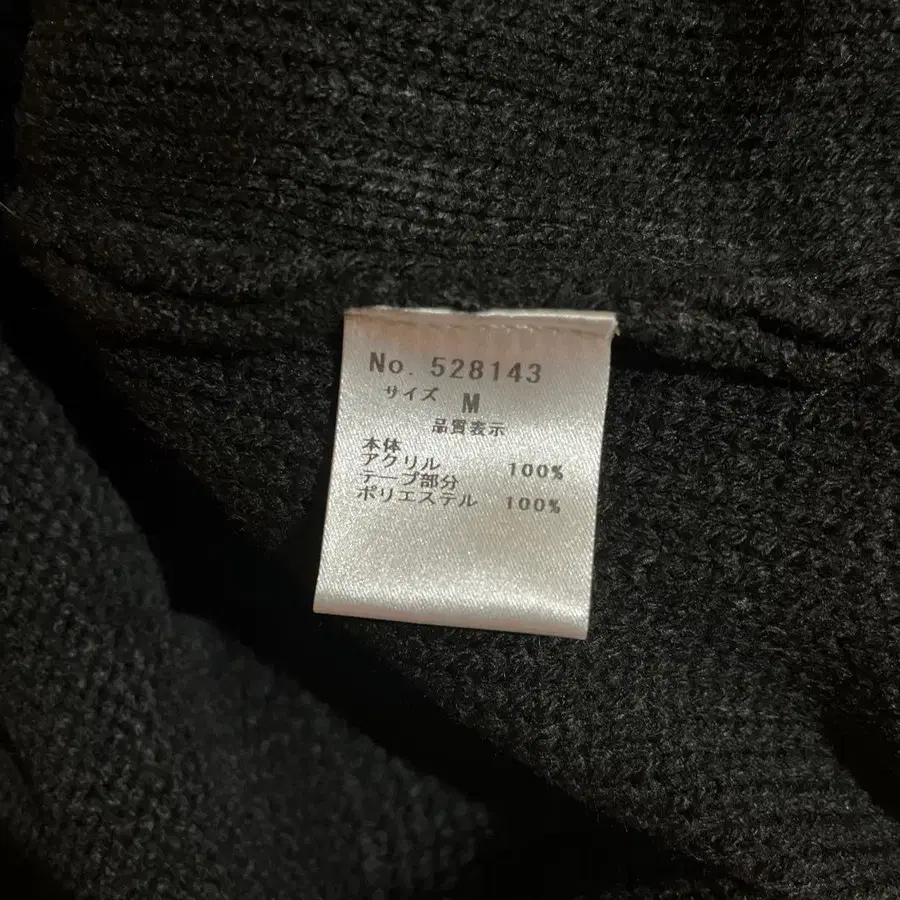 No. 528143
サイズ M
品質表示
本体
アクリル 100%
テープ部分
ポリエステル 100%